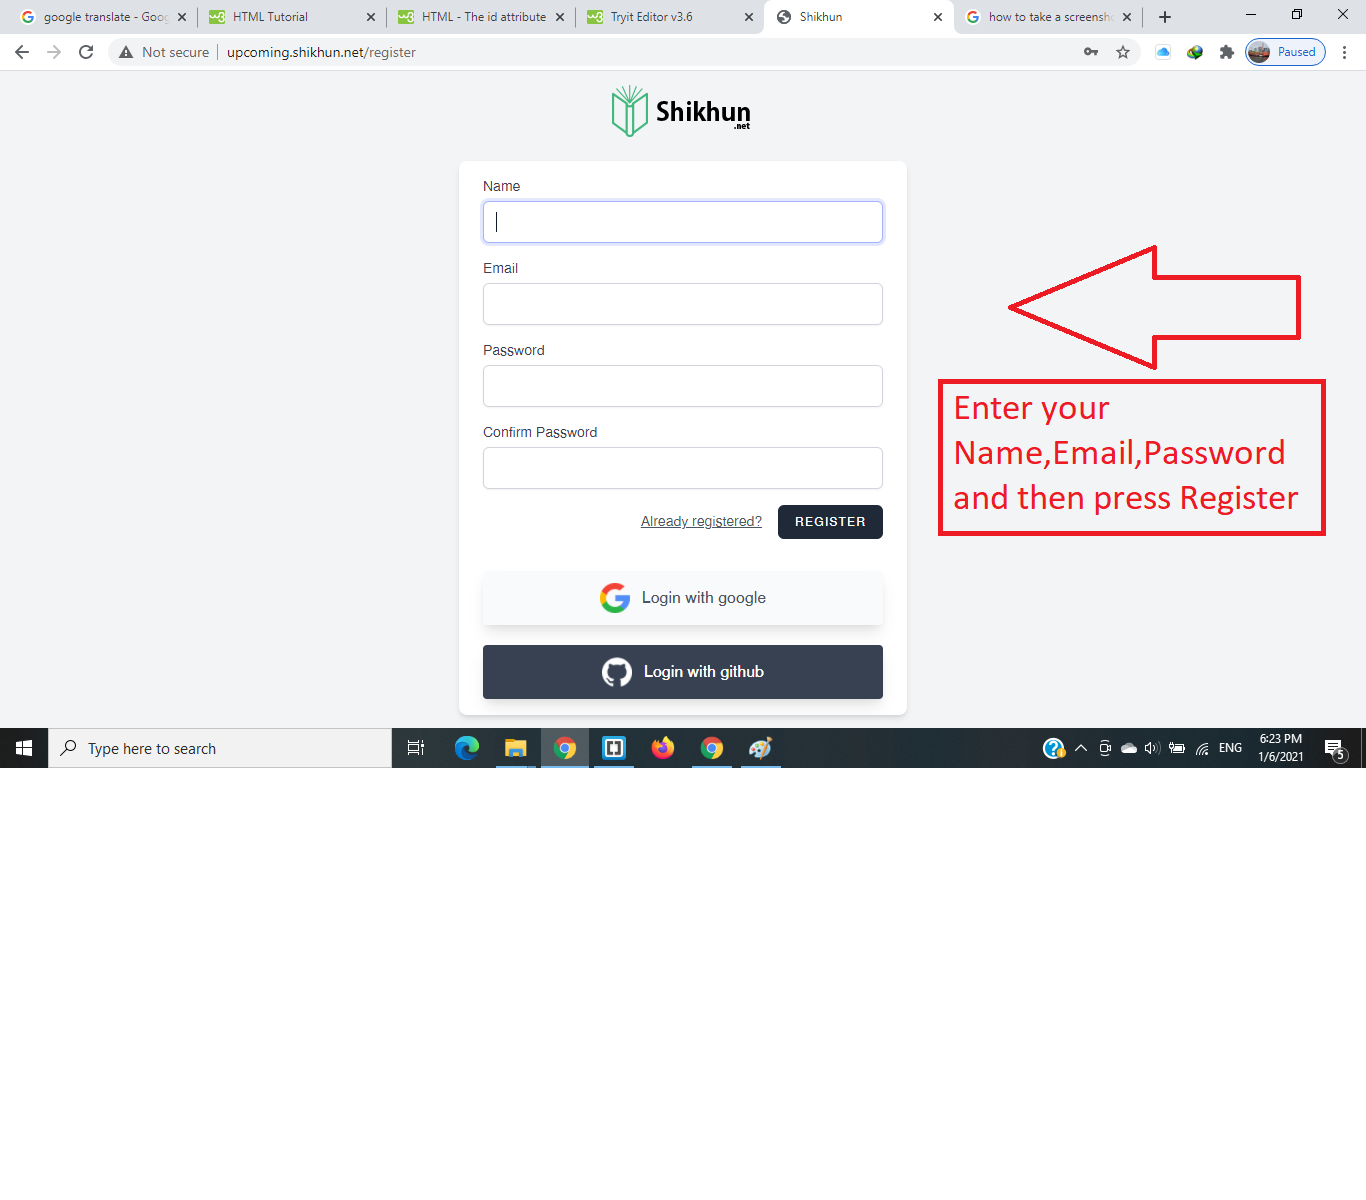 google translate - Goog
HTML Tutorial
HTML - The id attribute
Tryit Editor v3.6
Shikhun
how to take a screensh
Not secure
upcoming.shikhun.net/register
Paused
Shikhun
.net
Name
Email
Password
Confirm Password
Already registered?
REGISTER
Login with google
Login with github
Enter your
Name,Email,Password
and then press Register
Type here to search
ENG
6:23 PM
1/6/2021
5